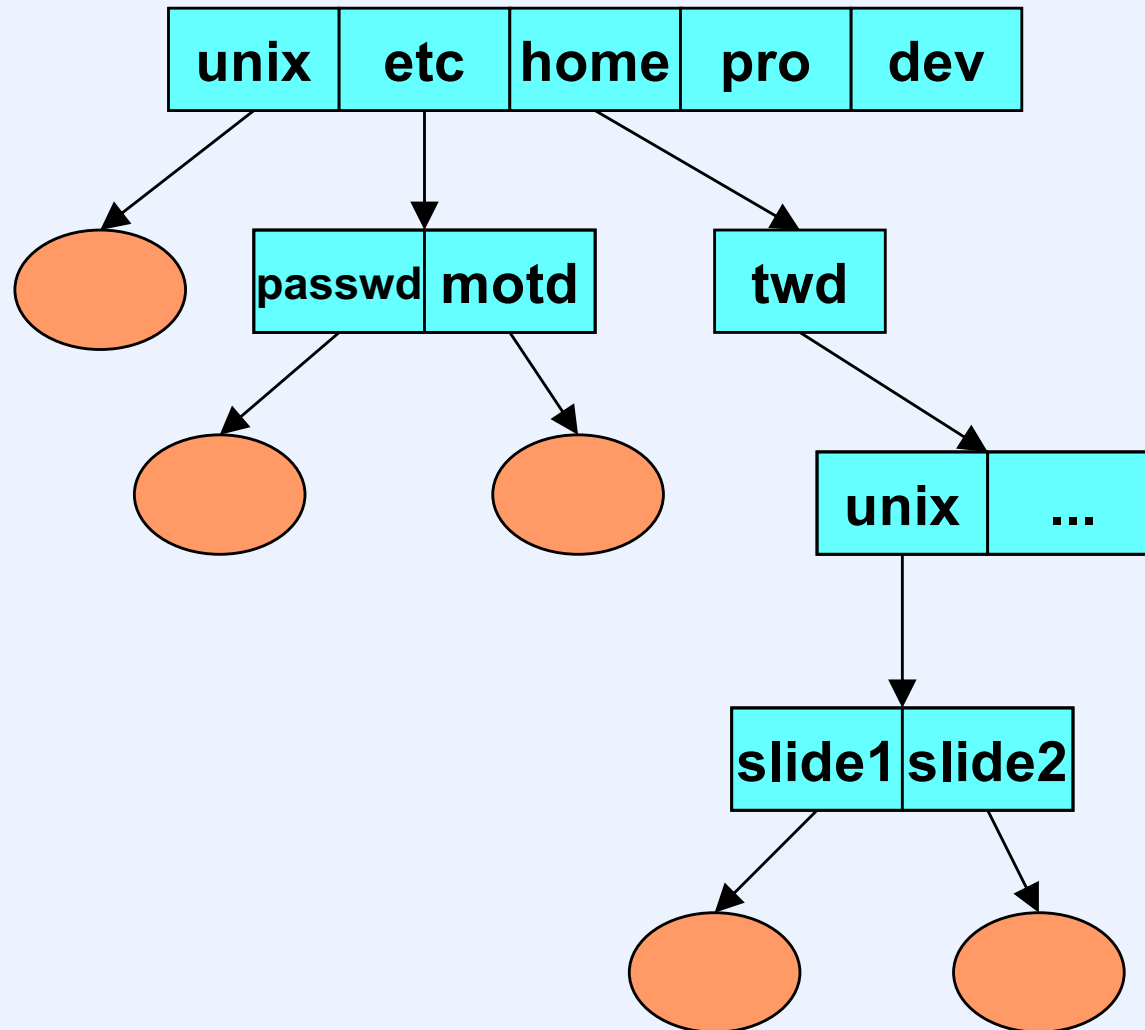 unix etc home pro dev
passwd motd twd
unix ...
slide1 slide2